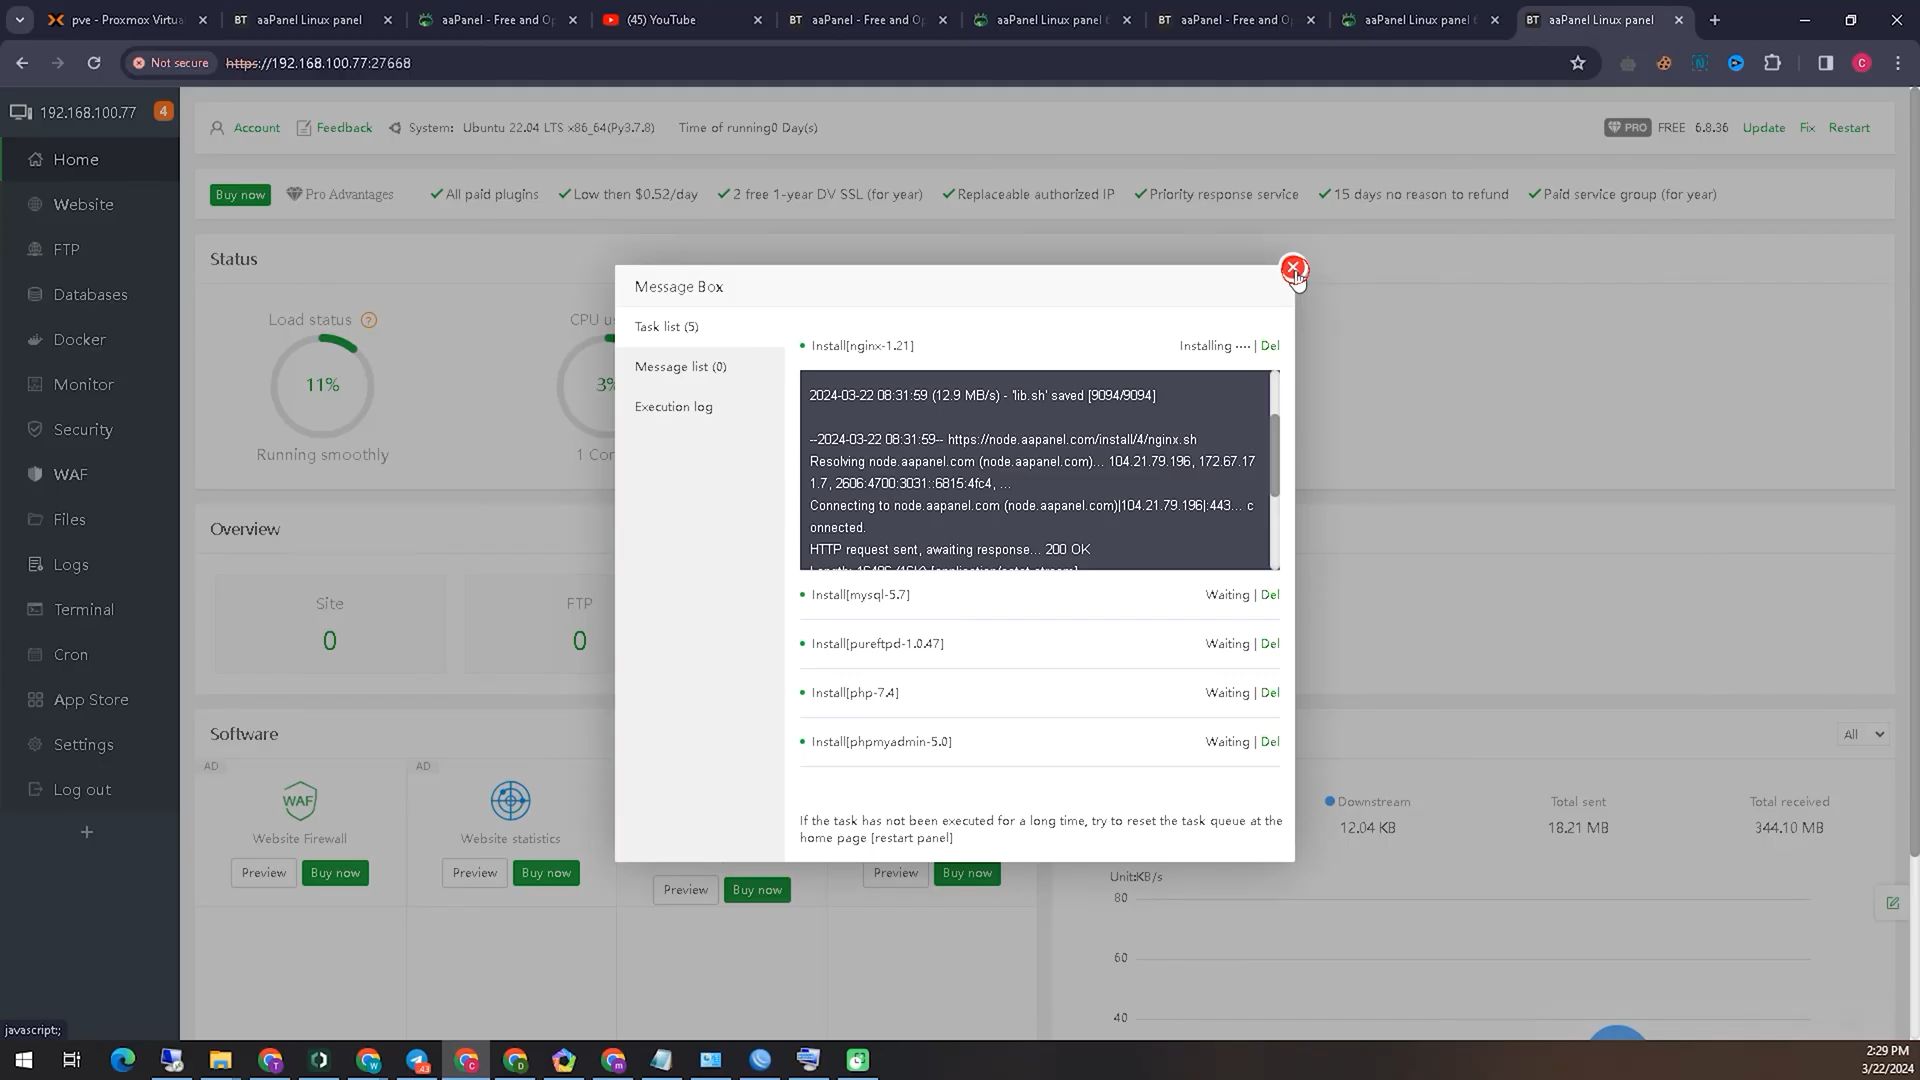 pve - Proxmox Virtua
aaPanel Linux panel
aaPanel - Free and Op
(45) YouTube
aaPanel - Free and Op
aaPanel Linux panel
aaPanel - Free and O
aaPanel Linux panel
aaPanel Linux panel
Not secure
https://192.168.100.77:27668
192.168.100.77
4
Home
Website
FTP
Databases
Docker
Monitor
Security
WAF
Files
Logs
Terminal
Cron
App Store
Settings
Log out
javascript:;
Account
Feedback
System: Ubuntu 22.04 LTS x86_64(Py3.7.8)
Time of running0 Day(s)
PRO FREE 6.8.36 Update Fix Restart
Buy now
Pro Advantages
All paid plugins
Low then $0.52/day
2 free 1-year DV SSL (for year)
Replaceable authorized IP
Priority response service
15 days no reason to refund
Paid service group (for year)
Status
Load status
CPU us
11%
3%
Running smoothly
1 Cor
Overview
Site
0
FTP
0
Software
AD
Website Firewall
Preview
Buy now
AD
Website statistics
Preview
Buy now
Preview
Buy now
Preview
Buy now
Message Box
Task list (5)
Message list (0)
Execution log
Install[nginx-1.21]
Installing ···· | Del
2024-03-22 08:31:59 (12.9 MB/s) - 'lib.sh' saved [9094/9094]
--2024-03-22 08:31:59-- https://node.aapanel.com/install/4/nginx.sh
Resolving node.aapanel.com (node.aapanel.com)... 104.21.79.196, 172.67.17
1.7, 2606:4700:3031::6815:4fc4, ...
Connecting to node.aapanel.com (node.aapanel.com)|104.21.79.196|:443... c
onnected.
HTTP request sent, awaiting response... 200 OK
Install[mysql-5.7]
Waiting | Del
Install[pureftpd-1.0.47]
Waiting | Del
Install[php-7.4]
Waiting | Del
Install[phpmyadmin-5.0]
Waiting | Del
If the task has not been executed for a long time, try to reset the task queue at the
home page [restart panel]
All
Downstream
12.04 KB
Total sent
18.21 MB
Total received
344.10 MB
Unit:KB/s
80
60
40
2:29 PM
3/22/2024